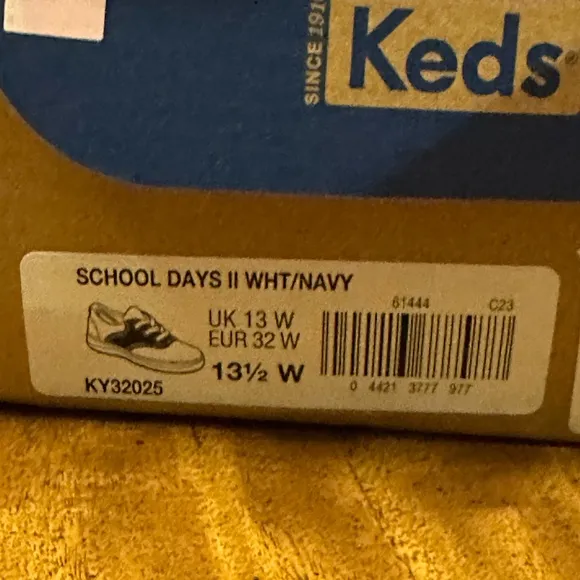 SINCE 191
Keds®
SCHOOL DAYS II WHT/NAVY
61444 C23
UK 13 W
EUR 32 W
13½ W
KY32025
0 4421 3777 977